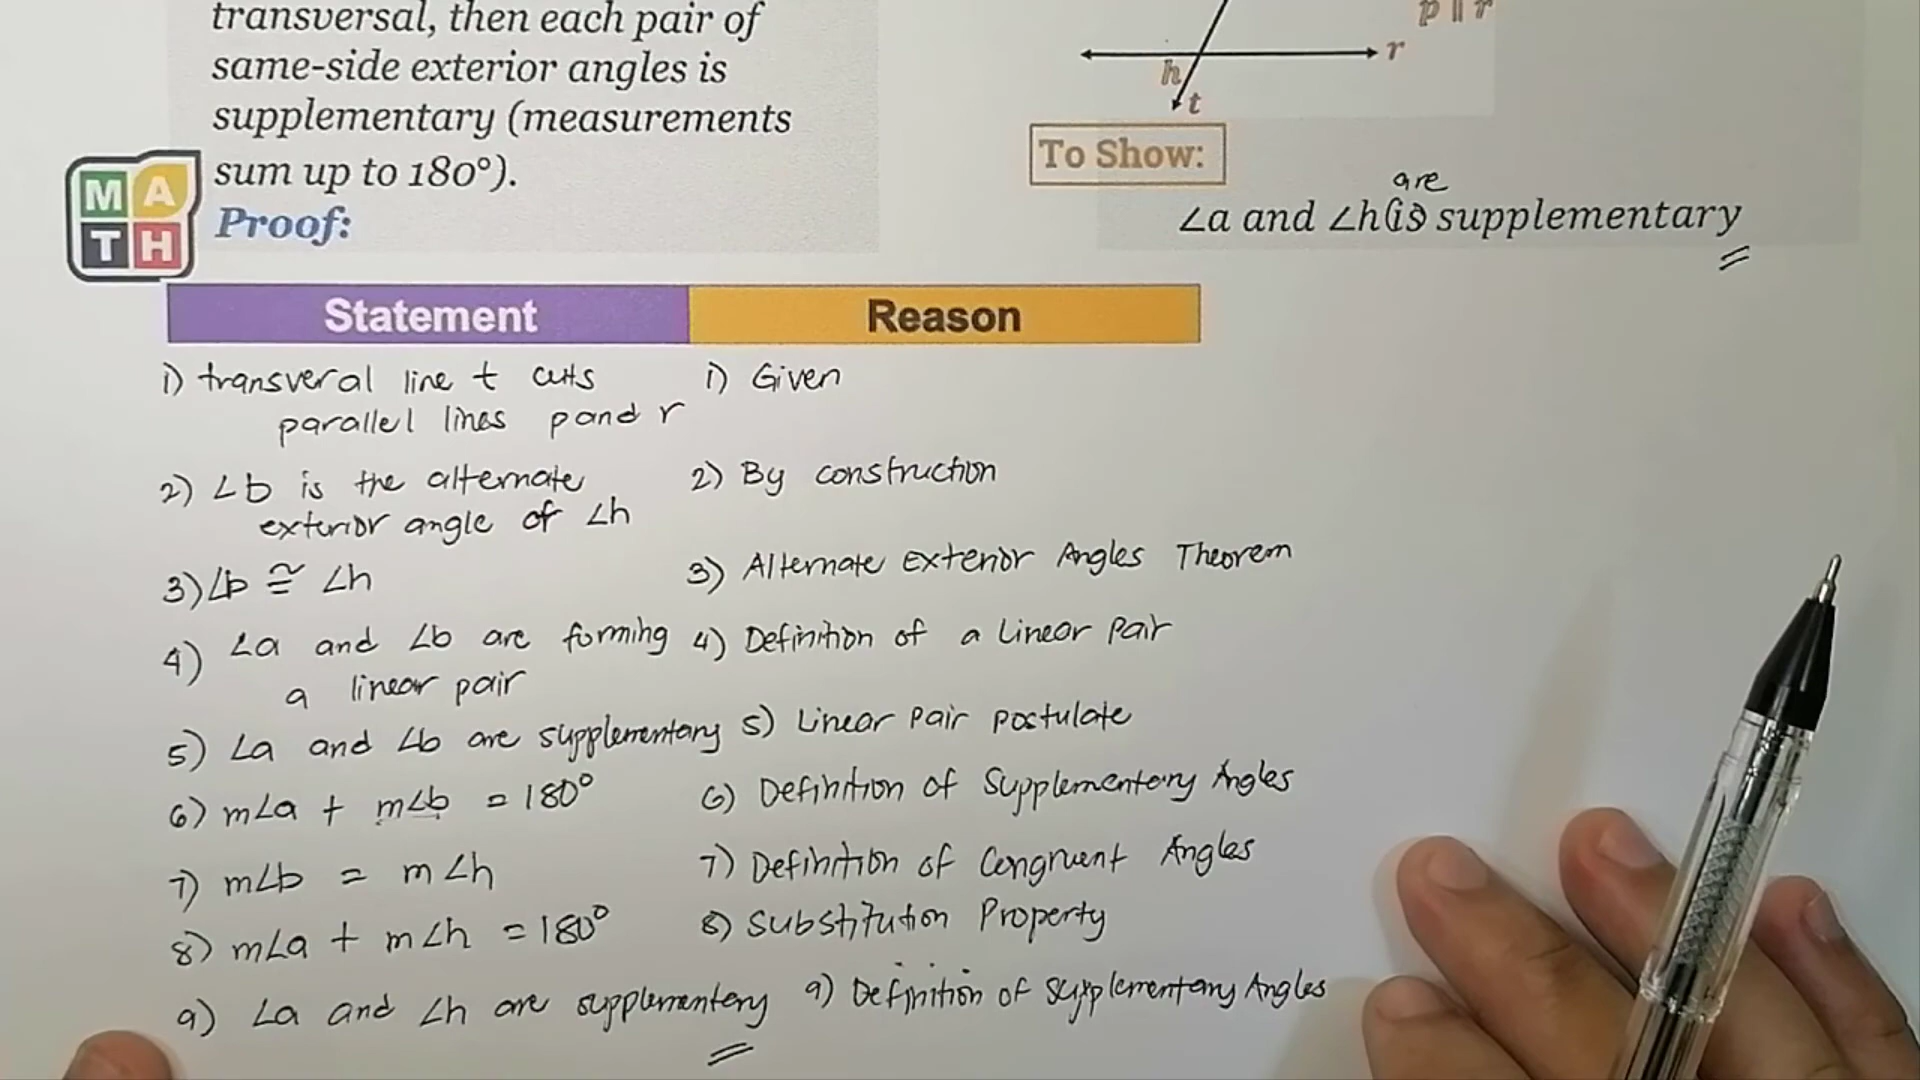 transversal, then each pair of
same-side exterior angles is
supplementary (measurements
sum up to 180°).
Proof:
MATH
p ∥ r
r
h
t
To Show:
are
∠a and ∠h (is) supplementary
Statement Reason
1) transveral line t cuts 1) Given
parallel lines p and r
2) ∠b is the alternate 2) By construction
exterior angle of ∠h
3) ∠b ≅ ∠h 3) Alternate Exterior Angles Theorem
4) ∠a and ∠b are forming 4) Definition of a Linear Pair
a linear pair
5) ∠a and ∠b are supplementary 5) Linear Pair Postulate
6) m∠a + m∠b = 180° 6) Definition of Supplementary Angles
7) m∠b = m∠h 7) Definition of Congruent Angles
8) m∠a + m∠h = 180° 8) Substitution Property
9) ∠a and ∠h are supplementary 9) Definition of Supplementary Angles